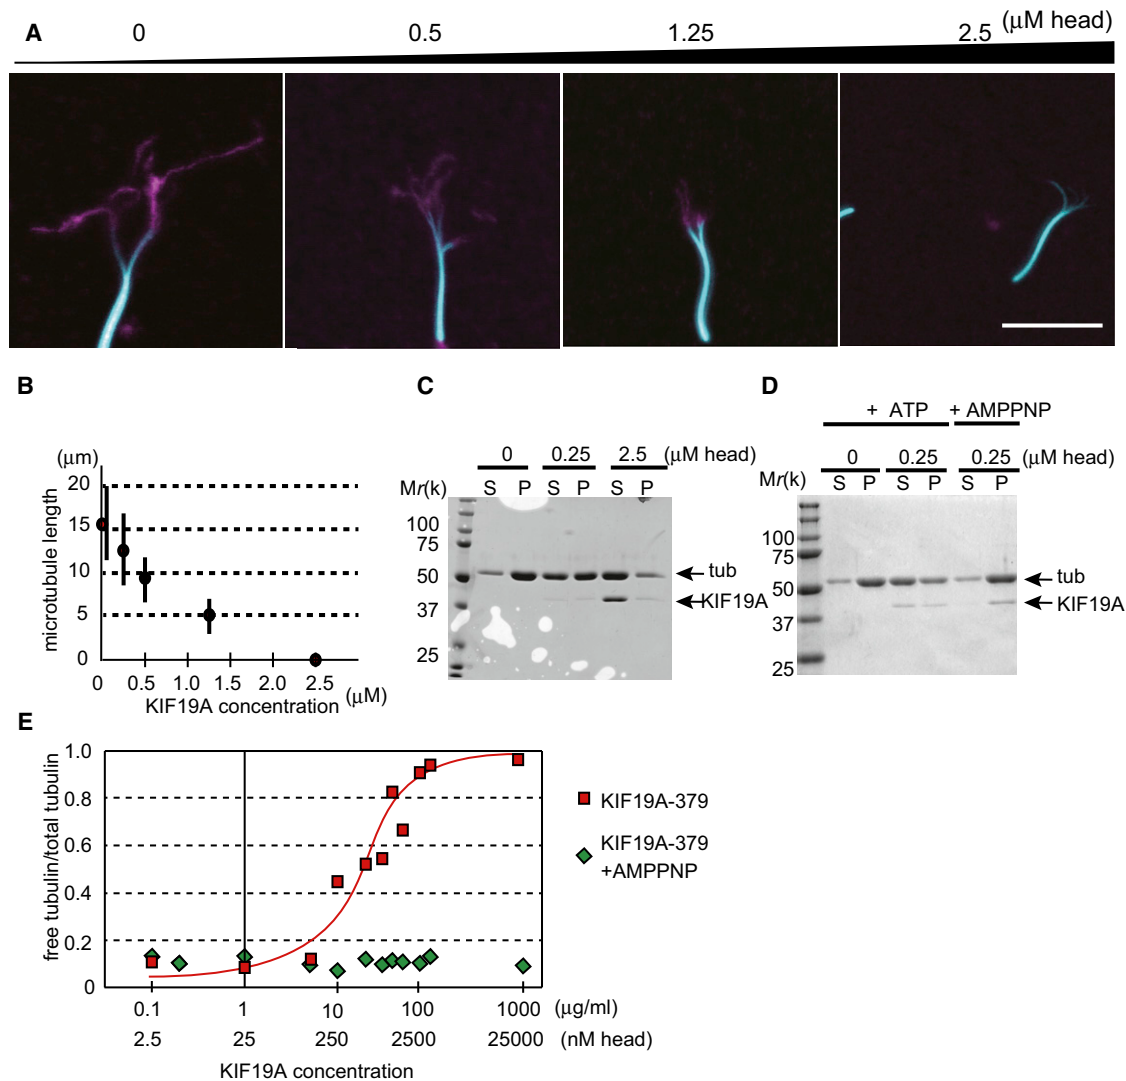 A
0 0.5 1.25 2.5 (μM head)
B
(μm)
20
15
10
5
0
microtubule length
0 0.5 1.0 1.5 2.0 2.5 (μM)
KIF19A concentration
C
0 0.25 2.5 (μM head)
Mr(k) S P S P S P
100
75
50
37
25
tub
KIF19A
D
+ ATP + AMPPNP
0 0.25 0.25 (μM head)
Mr(k) S P S P S P
100
75
50
37
25
tub
KIF19A
E
free tubulin/total tubulin
1.0
0.8
0.6
0.4
0.2
0
0.1 1 10 100 1000 (μg/ml)
2.5 25 250 2500 25000 (nM head)
KIF19A concentration
KIF19A-379
KIF19A-379
+AMPPNP